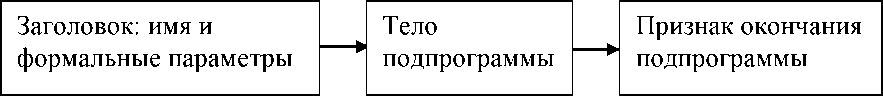 Заголовок: имя и
формальные параметры
Тело
подпрограммы
Признак окончания
подпрограммы